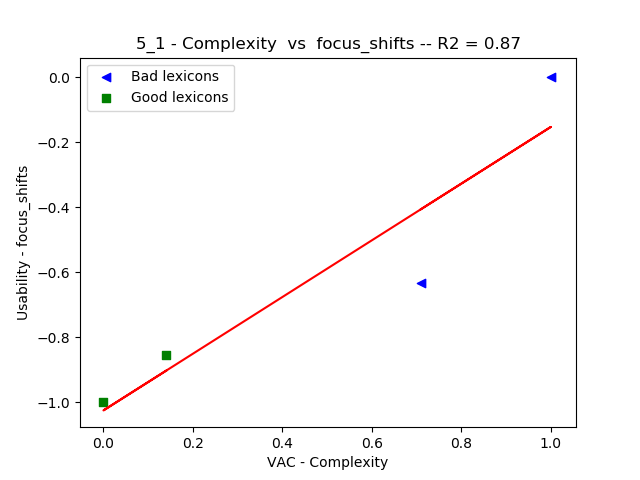 5_1 - Complexity  vs  focus_shifts -- R2 = 0.87
Bad lexicons
Good lexicons
Usability - focus_shifts
0.0
−0.2
−0.4
−0.6
−0.8
−1.0
0.0 0.2 0.4 0.6 0.8 1.0
VAC - Complexity